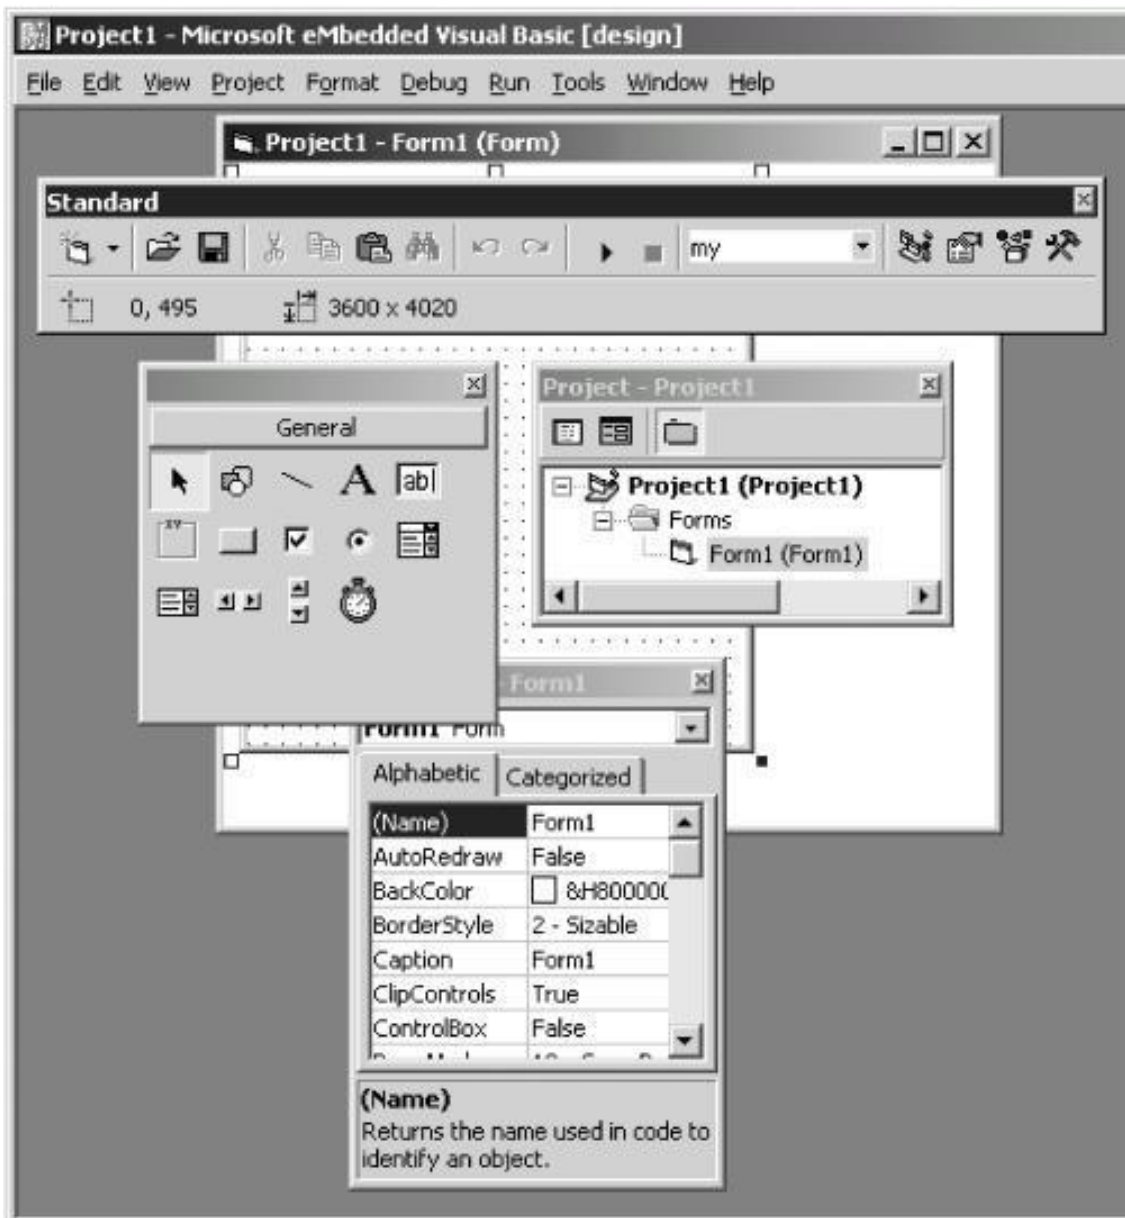 Project1 - Microsoft eMbedded Visual Basic [design]
File Edit View Project Format Debug Run Tools Window Help
Project1 - Form1 (Form)
Standard
my
0, 495 3600 x 4020
General
A ab|
xy
Project - Project1
Project1 (Project1)
Forms
Form1 (Form1)
- Form1
Form1 Form
Alphabetic Categorized
(Name) Form1
AutoRedraw False
BackColor &H800000
BorderStyle 2 - Sizable
Caption Form1
ClipControls True
ControlBox False
(Name)
Returns the name used in code to
identify an object.